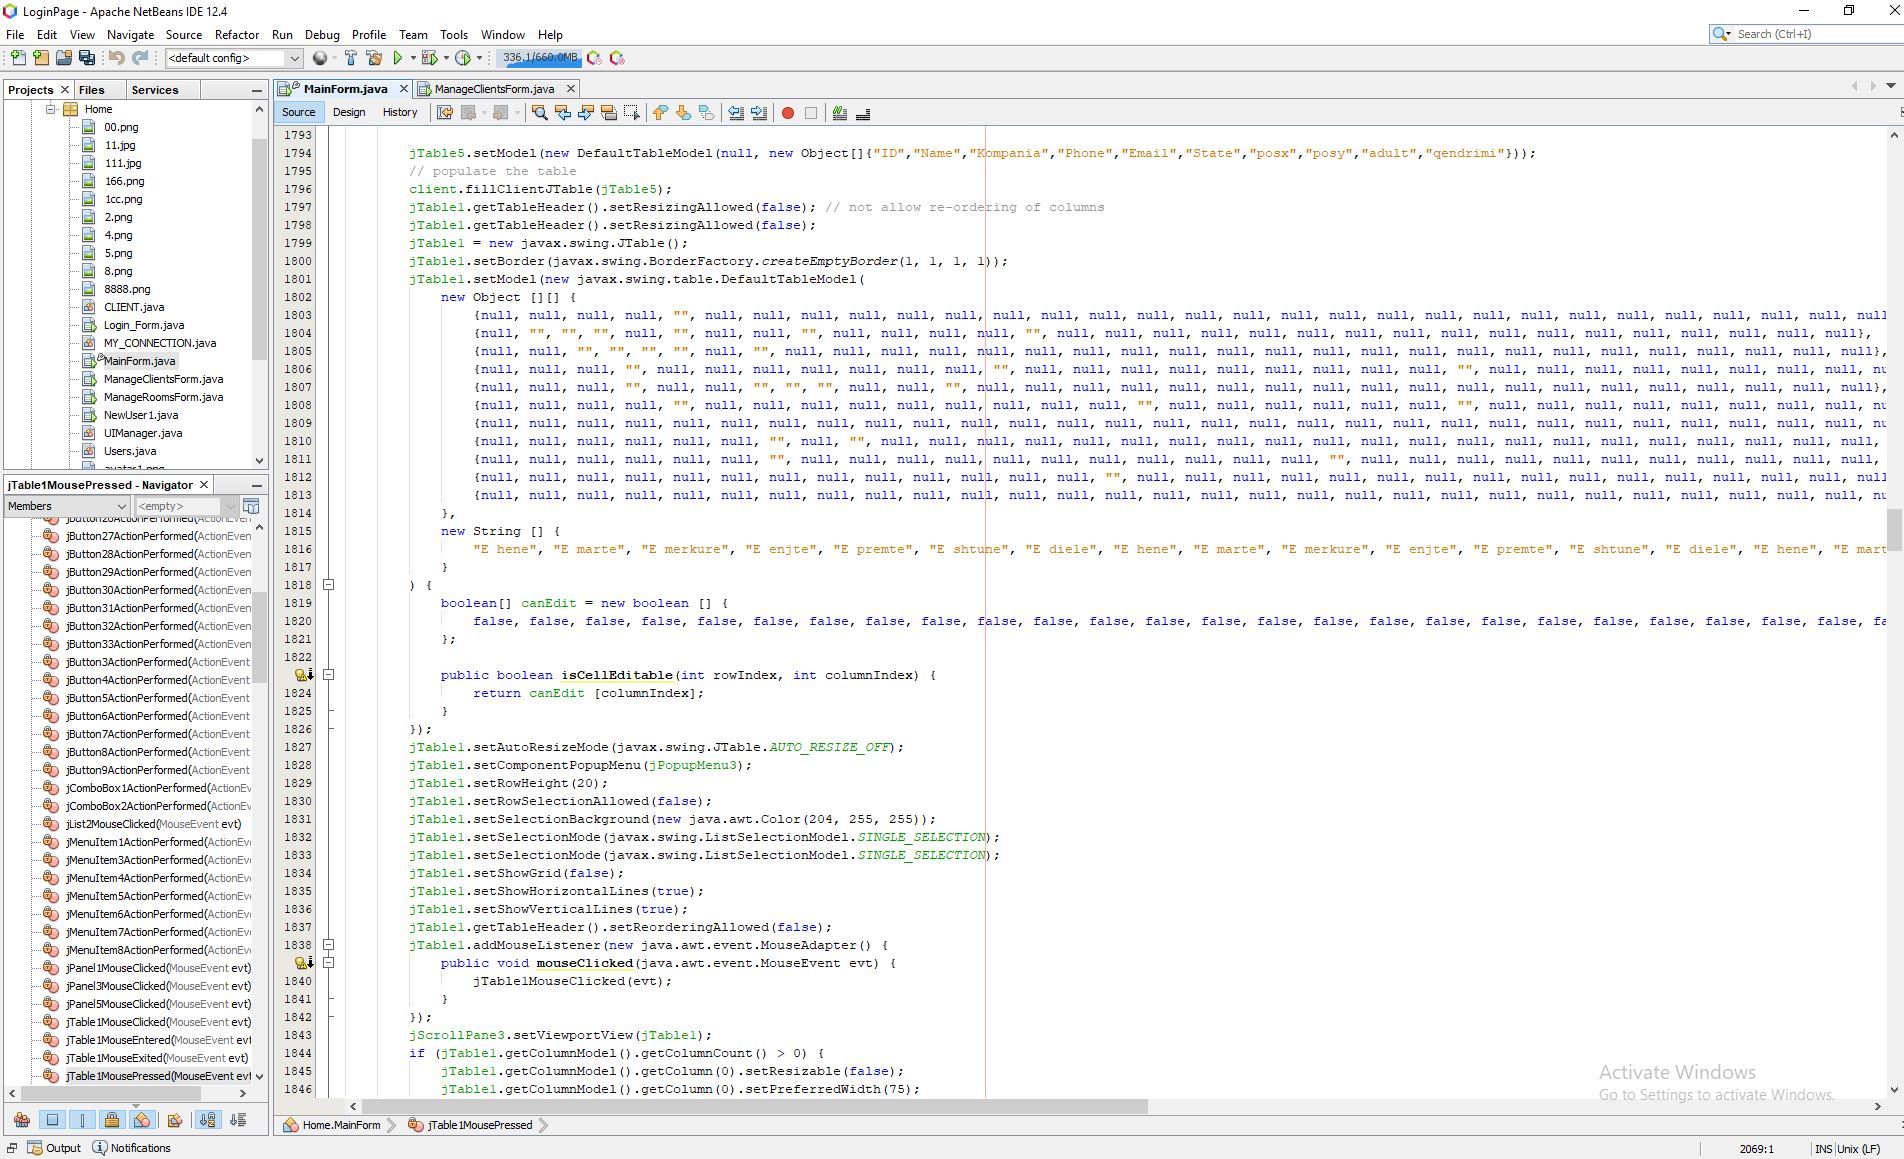 LoginPage - Apache NetBeans IDE 12.4
File Edit View Navigate Source Refactor Run Debug Profile Team Tools Window Help
Search (Ctrl+I)
<default config>
336.1/660.0MB
Projects Files Services
MainForm.java ManageClientsForm.java
Source Design History
Home
00.png
11.jpg
111.jpg
166.png
1cc.png
2.png
4.png
5.png
8.png
8888.png
CLIENT.java
Login_Form.java
MY_CONNECTION.java
MainForm.java
ManageClientsForm.java
ManageRoomsForm.java
NewUser1.java
UIManager.java
Users.java
avatar1.png
jTable1MousePressed - Navigator
Members <empty>
jButton26ActionPerformed(ActionEven
jButton27ActionPerformed(ActionEven
jButton28ActionPerformed(ActionEven
jButton29ActionPerformed(ActionEven
jButton30ActionPerformed(ActionEven
jButton31ActionPerformed(ActionEven
jButton32ActionPerformed(ActionEven
jButton33ActionPerformed(ActionEven
jButton3ActionPerformed(ActionEvent
jButton4ActionPerformed(ActionEvent
jButton5ActionPerformed(ActionEvent
jButton6ActionPerformed(ActionEvent
jButton7ActionPerformed(ActionEvent
jButton8ActionPerformed(ActionEvent
jButton9ActionPerformed(ActionEvent
jComboBox1ActionPerformed(ActionEv
jComboBox2ActionPerformed(ActionEv
jList2MouseClicked(MouseEvent evt)
jMenuItem1ActionPerformed(ActionEv
jMenuItem3ActionPerformed(ActionEv
jMenuItem4ActionPerformed(ActionEv
jMenuItem5ActionPerformed(ActionEv
jMenuItem6ActionPerformed(ActionEv
jMenuItem7ActionPerformed(ActionEv
jMenuItem8ActionPerformed(ActionEv
jPanel1MouseClicked(MouseEvent evt)
jPanel3MouseClicked(MouseEvent evt)
jPanel5MouseClicked(MouseEvent evt)
jTable1MouseClicked(MouseEvent evt)
jTable1MouseEntered(MouseEvent evt
jTable1MouseExited(MouseEvent evt)
jTable1MousePressed(MouseEvent evt
1793
1794 jTable5.setModel(new DefaultTableModel(null, new Object[]{"ID","Name","Kompania","Phone","Email","State","posx","posy","adult","qendrimi"}));
1795 // populate the table
1796 client.fillClientJTable(jTable5);
1797 jTable1.getTableHeader().setResizingAllowed(false); // not allow re-ordering of columns
1798 jTable1.getTableHeader().setResizingAllowed(false);
1799 jTable1 = new javax.swing.JTable();
1800 jTable1.setBorder(javax.swing.BorderFactory.createEmptyBorder(1, 1, 1, 1));
1801 jTable1.setModel(new javax.swing.table.DefaultTableModel(
1802 new Object [][] {
1803 {null, null, null, null, "", null, null, null, null, null, null, null, null, null, null, null, null, null, null, null, null, null, null, null, null, null, null, null, null, null
1804 {null, "", "", "", null, "", null, null, "", null, null, null, null, "", null, null, null, null, null, null, null, null, null, null, null, null, null, null, null, null, null},
1805 {null, null, "", "", "", "", null, "", null, null, null, null, null, null, null, null, null, null, null, null, null, null, null, null, null, null, null, null, null, null, null},
1806 {null, null, null, "", null, null, null, null, null, null, null, "", null, null, null, null, null, null, null, null, null, "", null, null, null, null, null, null, null, null, nu
1807 {null, null, null, "", null, null, "", "", "", null, null, "", null, null, null, null, null, null, null, null, null, null, null, null, null, null, null, null, null, null, null},
1808 {null, null, null, null, "", null, null, null, null, null, null, null, null, null, "", null, null, null, null, null, null, "", null, null, null, null, null, null, null, null, nu
1809 {null, null, null, null, null, null, null, null, null, null, null, null, null, null, null, null, null, null, null, null, null, null, null, null, null, null, null, null, null, nu
1810 {null, null, null, null, null, null, "", null, "", null, null, null, null, null, null, null, null, null, null, null, null, null, null, null, null, null, null, null, null, null,
1811 {null, null, null, null, null, null, "", null, null, null, null, null, null, null, null, null, null, "", null, null, null, null, null, null, null, null, null, null, null, null,
1812 {null, null, null, null, null, null, null, null, null, null, null, null, "", null, null, null, null, null, null, null, null, null, null, null, null, null, null, null, null, null
1813 {null, null, null, null, null, null, null, null, null, null, null, null, null, null, null, null, null, null, null, null, null, null, null, null, null, null, null, null, null, nu
1814 },
1815 new String [] {
1816 "E hene", "E marte", "E merkure", "E enjte", "E premte", "E shtune", "E diele", "E hene", "E marte", "E merkure", "E enjte", "E premte", "E shtune", "E diele", "E hene", "E mart
1817 }
1818 ) {
1819 boolean[] canEdit = new boolean [] {
1820 false, false, false, false, false, false, false, false, false, false, false, false, false, false, false, false, false, false, false, false, false, false, false, false, false, fa
1821 };
1822
public boolean isCellEditable(int rowIndex, int columnIndex) {
1824 return canEdit [columnIndex];
1825 }
1826 });
1827 jTable1.setAutoResizeMode(javax.swing.JTable.AUTO_RESIZE_OFF);
1828 jTable1.setComponentPopupMenu(jPopupMenu3);
1829 jTable1.setRowHeight(20);
1830 jTable1.setRowSelectionAllowed(false);
1831 jTable1.setSelectionBackground(new java.awt.Color(204, 255, 255));
1832 jTable1.setSelectionMode(javax.swing.ListSelectionModel.SINGLE_SELECTION);
1833 jTable1.setSelectionMode(javax.swing.ListSelectionModel.SINGLE_SELECTION);
1834 jTable1.setShowGrid(false);
1835 jTable1.setShowHorizontalLines(true);
1836 jTable1.setShowVerticalLines(true);
1837 jTable1.getTableHeader().setReorderingAllowed(false);
1838 jTable1.addMouseListener(new java.awt.event.MouseAdapter() {
public void mouseClicked(java.awt.event.MouseEvent evt) {
1840 jTable1MouseClicked(evt);
1841 }
1842 });
1843 jScrollPane3.setViewportView(jTable1);
1844 if (jTable1.getColumnModel().getColumnCount() > 0) {
1845 jTable1.getColumnModel().getColumn(0).setResizable(false);
1846 jTable1.getColumnModel().getColumn(0).setPreferredWidth(75);
Activate Windows
Go to Settings to activate Windows.
Home.MainForm jTable1MousePressed
Output Notifications
2069:1 INS Unix (LF)